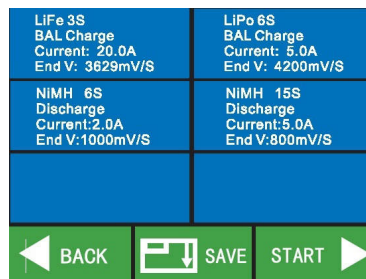 LiFe 3S
BAL Charge
Current: 20.0A
End V: 3629mV/S
LiPo 6S
BAL Charge
Current: 5.0A
End V: 4200mV/S
NiMH 6S
Discharge
Current:2.0A
End V:1000mV/S
NiMH 15S
Discharge
Current:5.0A
End V:800mV/S
BACK
SAVE
START